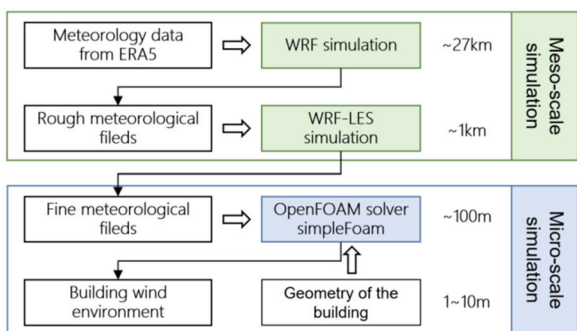 Meteorology data
from ERA5
WRF simulation
~27km
Rough meteorological
fileds
WRF-LES
simulation
~1km
Meso-scale
simulation
Fine meteorological
fileds
OpenFOAM solver
simpleFoam
~100m
Building wind
environment
Geometry of the
building
1~10m
Micro-scale
simulation